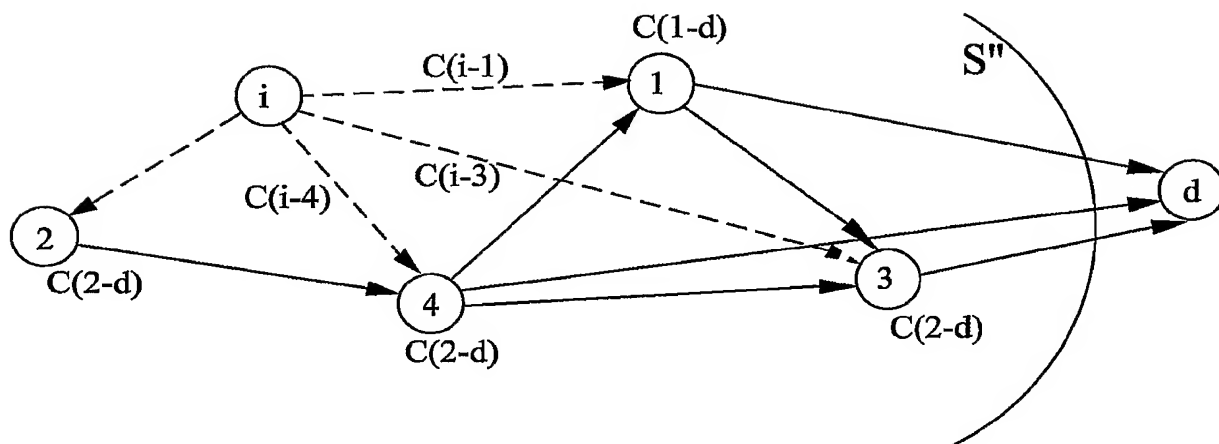 C(1-d)
S"
C(i-1)
i
1
C(i-3)
d
C(i-4)
2
C(2-d)
3
4
C(2-d)
C(2-d)